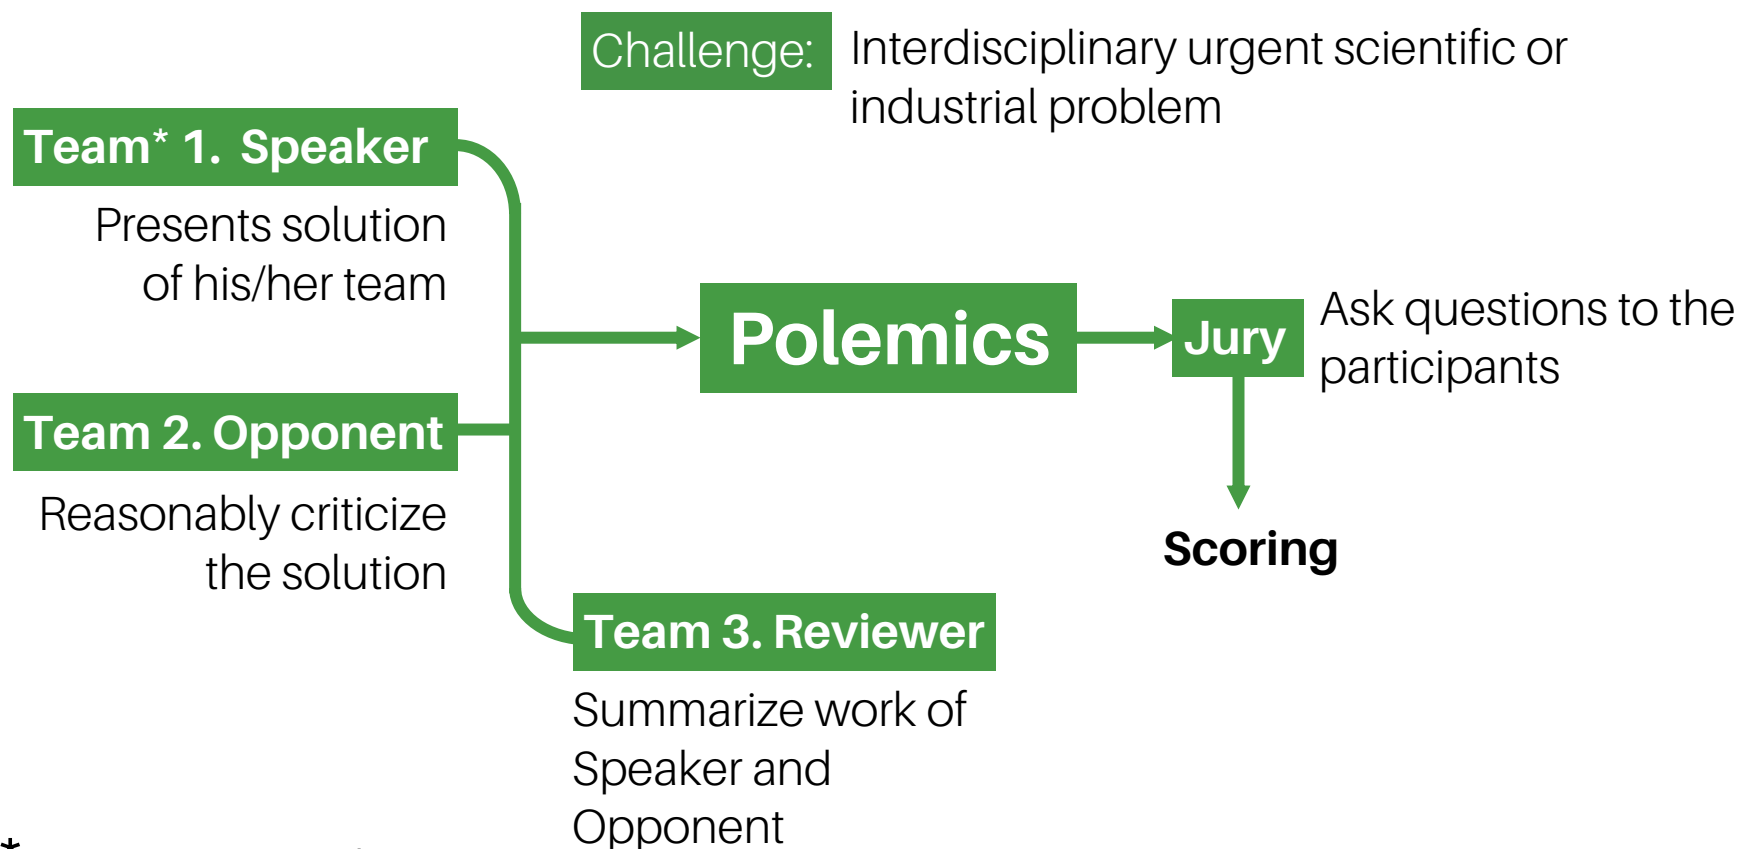 Challenge: Interdisciplinary urgent scientific or
industrial problem
Team* 1. Speaker
Presents solution
of his/her team
Polemics
Jury
Ask questions to the
participants
Team 2. Opponent
Reasonably criticize
the solution
Scoring
Team 3. Reviewer
Summarize work of
Speaker and
Opponent
*